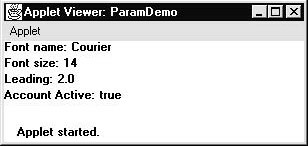 Applet Viewer: ParamDemo
Applet
Font name: Courier
Font size: 14
Leading: 2.0
Account Active: true
Applet started.